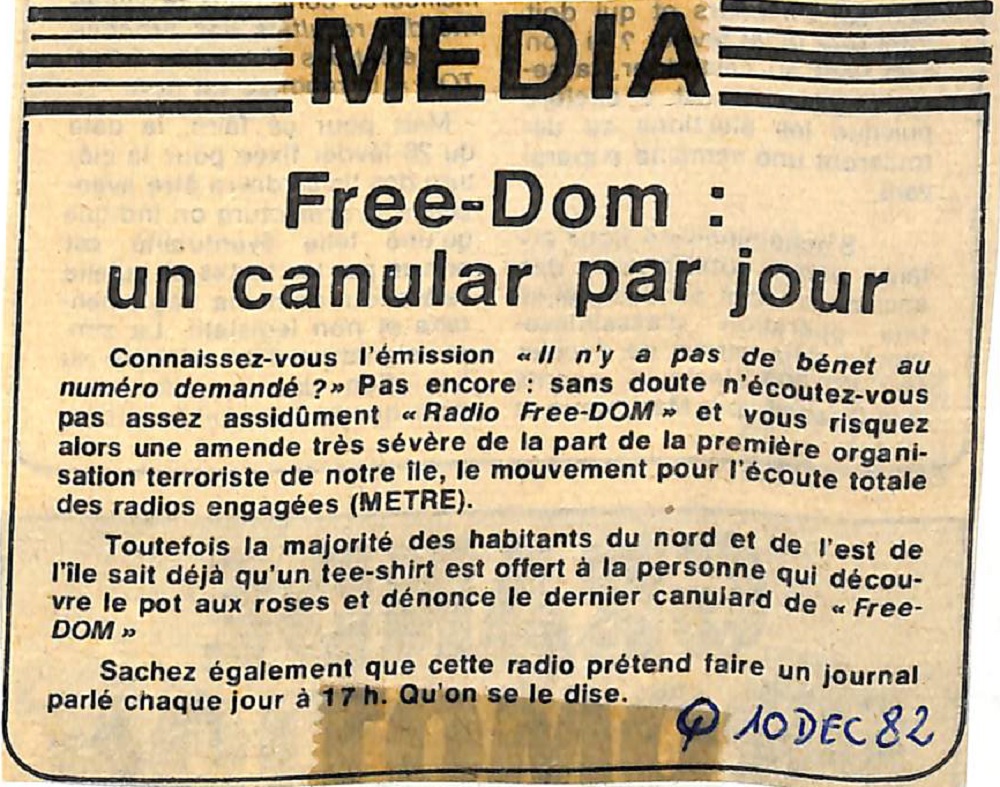 MEDIA
Free-Dom :
un canular par jour
Connaissez-vous l'émission «Il n'y a pas de bénet au
numéro demandé ?» Pas encore : sans doute n'écoutez-vous
pas assez assidûment «Radio Free-DOM» et vous risquez
alors une amende très sévère de la part de la première organi-
sation terroriste de notre île, le mouvement pour l'écoute totale
des radios engagées (METRE).
Toutefois la majorité des habitants du nord et de l'est de
l'île sait déjà qu'un tee-shirt est offert à la personne qui décou-
vre le pot aux roses et dénonce le dernier canulard de «Free-
DOM»
Sachez également que cette radio prétend faire un journal
parlé chaque jour à 17 h. Qu'on se le dise.
10 DEC 82